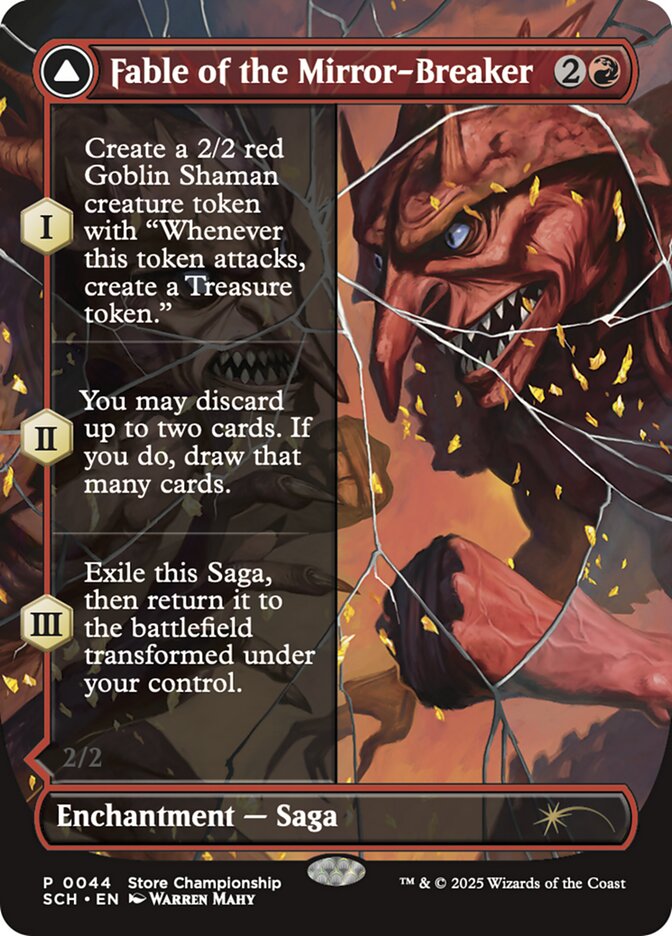 Fable of the Mirror-Breaker 2
Create a 2/2 red
Goblin Shaman
creature token
with “Whenever
this token attacks,
create a Treasure
token.”
I
You may discard
up to two cards. If
you do, draw that
many cards.
II
Exile this Saga,
then return it to
the battlefield
transformed under
your control.
III
2/2
Enchantment — Saga
P 0044 Store Championship
SCH • EN Warren Mahy
™ & © 2025 Wizards of the Coast